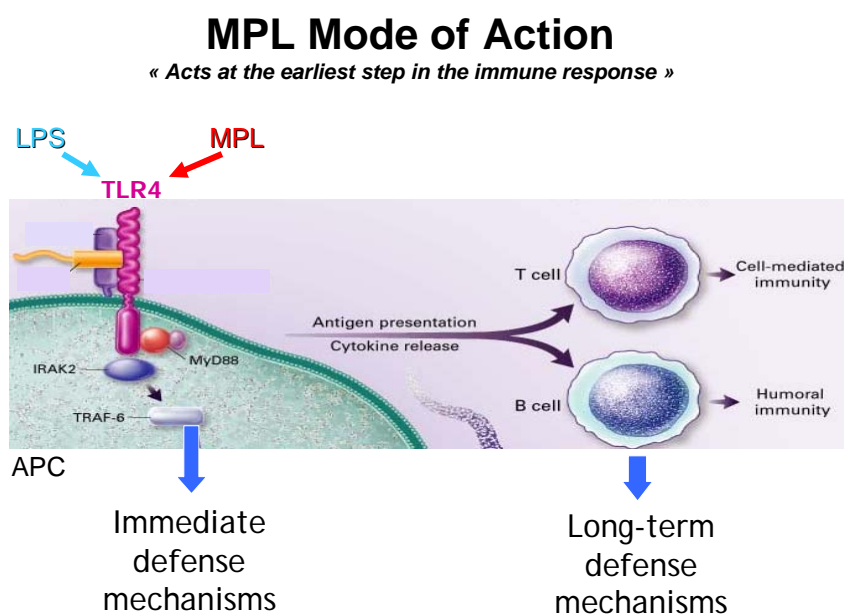 MPL Mode of Action
« Acts at the earliest step in the immune response »
LPS
MPL
TLR4
T cell
Cell-mediated
immunity
Antigen presentation
Cytokine release
MyD88
IRAK2
TRAF-6
B cell
Humoral
immunity
APC
Immediate
defense
mechanisms
Long-term
defense
mechanisms